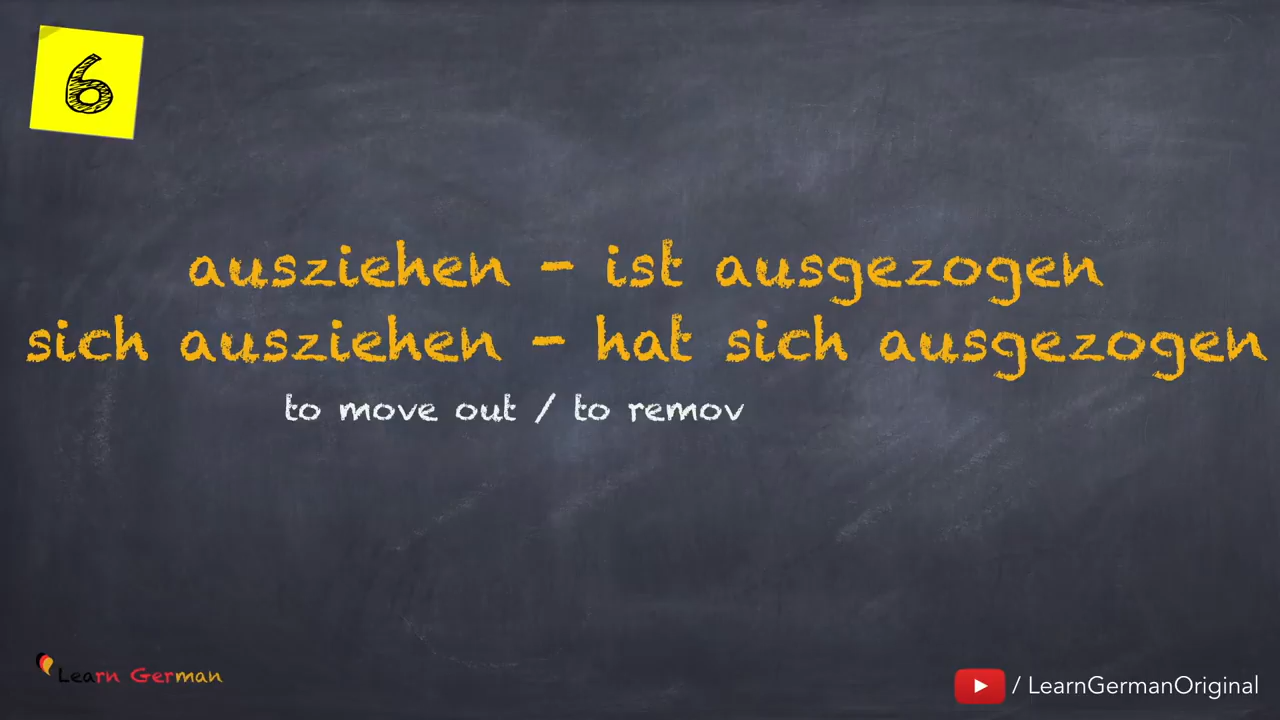 6
ausziehen - ist ausgezogen
sich ausziehen - hat sich ausgezogen
to move out / to remov
Learn German
/ LearnGermanOriginal